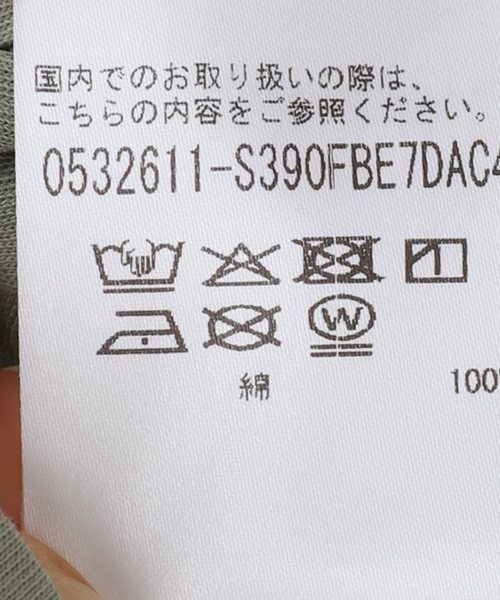 国内でのお取り扱いの際は、
こちらの内容をご参照ください。
0532611-S390FBE7DAC4
W
綿 100